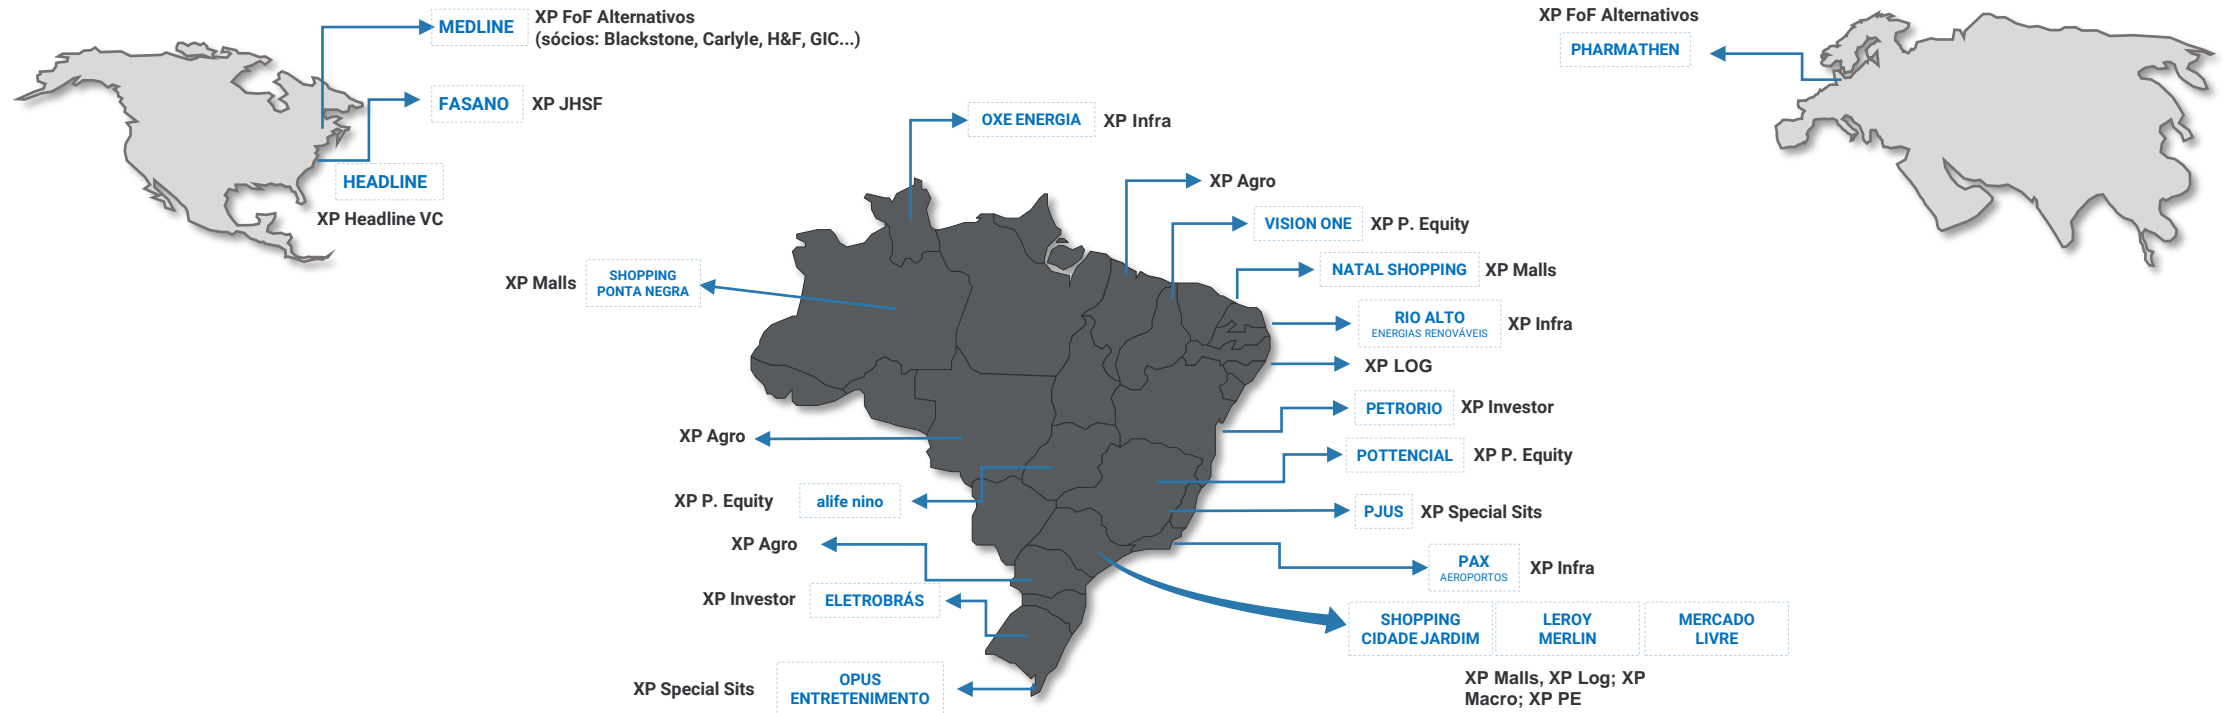 MEDLINE
XP FoF Alternativos
(sócios: Blackstone, Carlyle, H&F, GIC...)
FASANO
XP JHSF
HEADLINE
XP Headline VC
XP FoF Alternativos
PHARMATHEN
OXE ENERGIA
XP Infra
XP Agro
VISION ONE
XP P. Equity
NATAL SHOPPING
XP Malls
XP Malls
SHOPPING
PONTA NEGRA
RIO ALTO
ENERGIAS RENOVÁVEIS
XP Infra
XP LOG
PETRORIO
XP Investor
XP Agro
POTTENCIAL
XP P. Equity
XP P. Equity
alife nino
PJUS
XP Special Sits
XP Agro
PAX
AEROPORTOS
XP Infra
XP Investor
ELETROBRÁS
SHOPPING
CIDADE JARDIM
LEROY
MERLIN
MERCADO
LIVRE
XP Malls, XP Log; XP
Macro; XP PE
XP Special Sits
OPUS
ENTRETENIMENTO